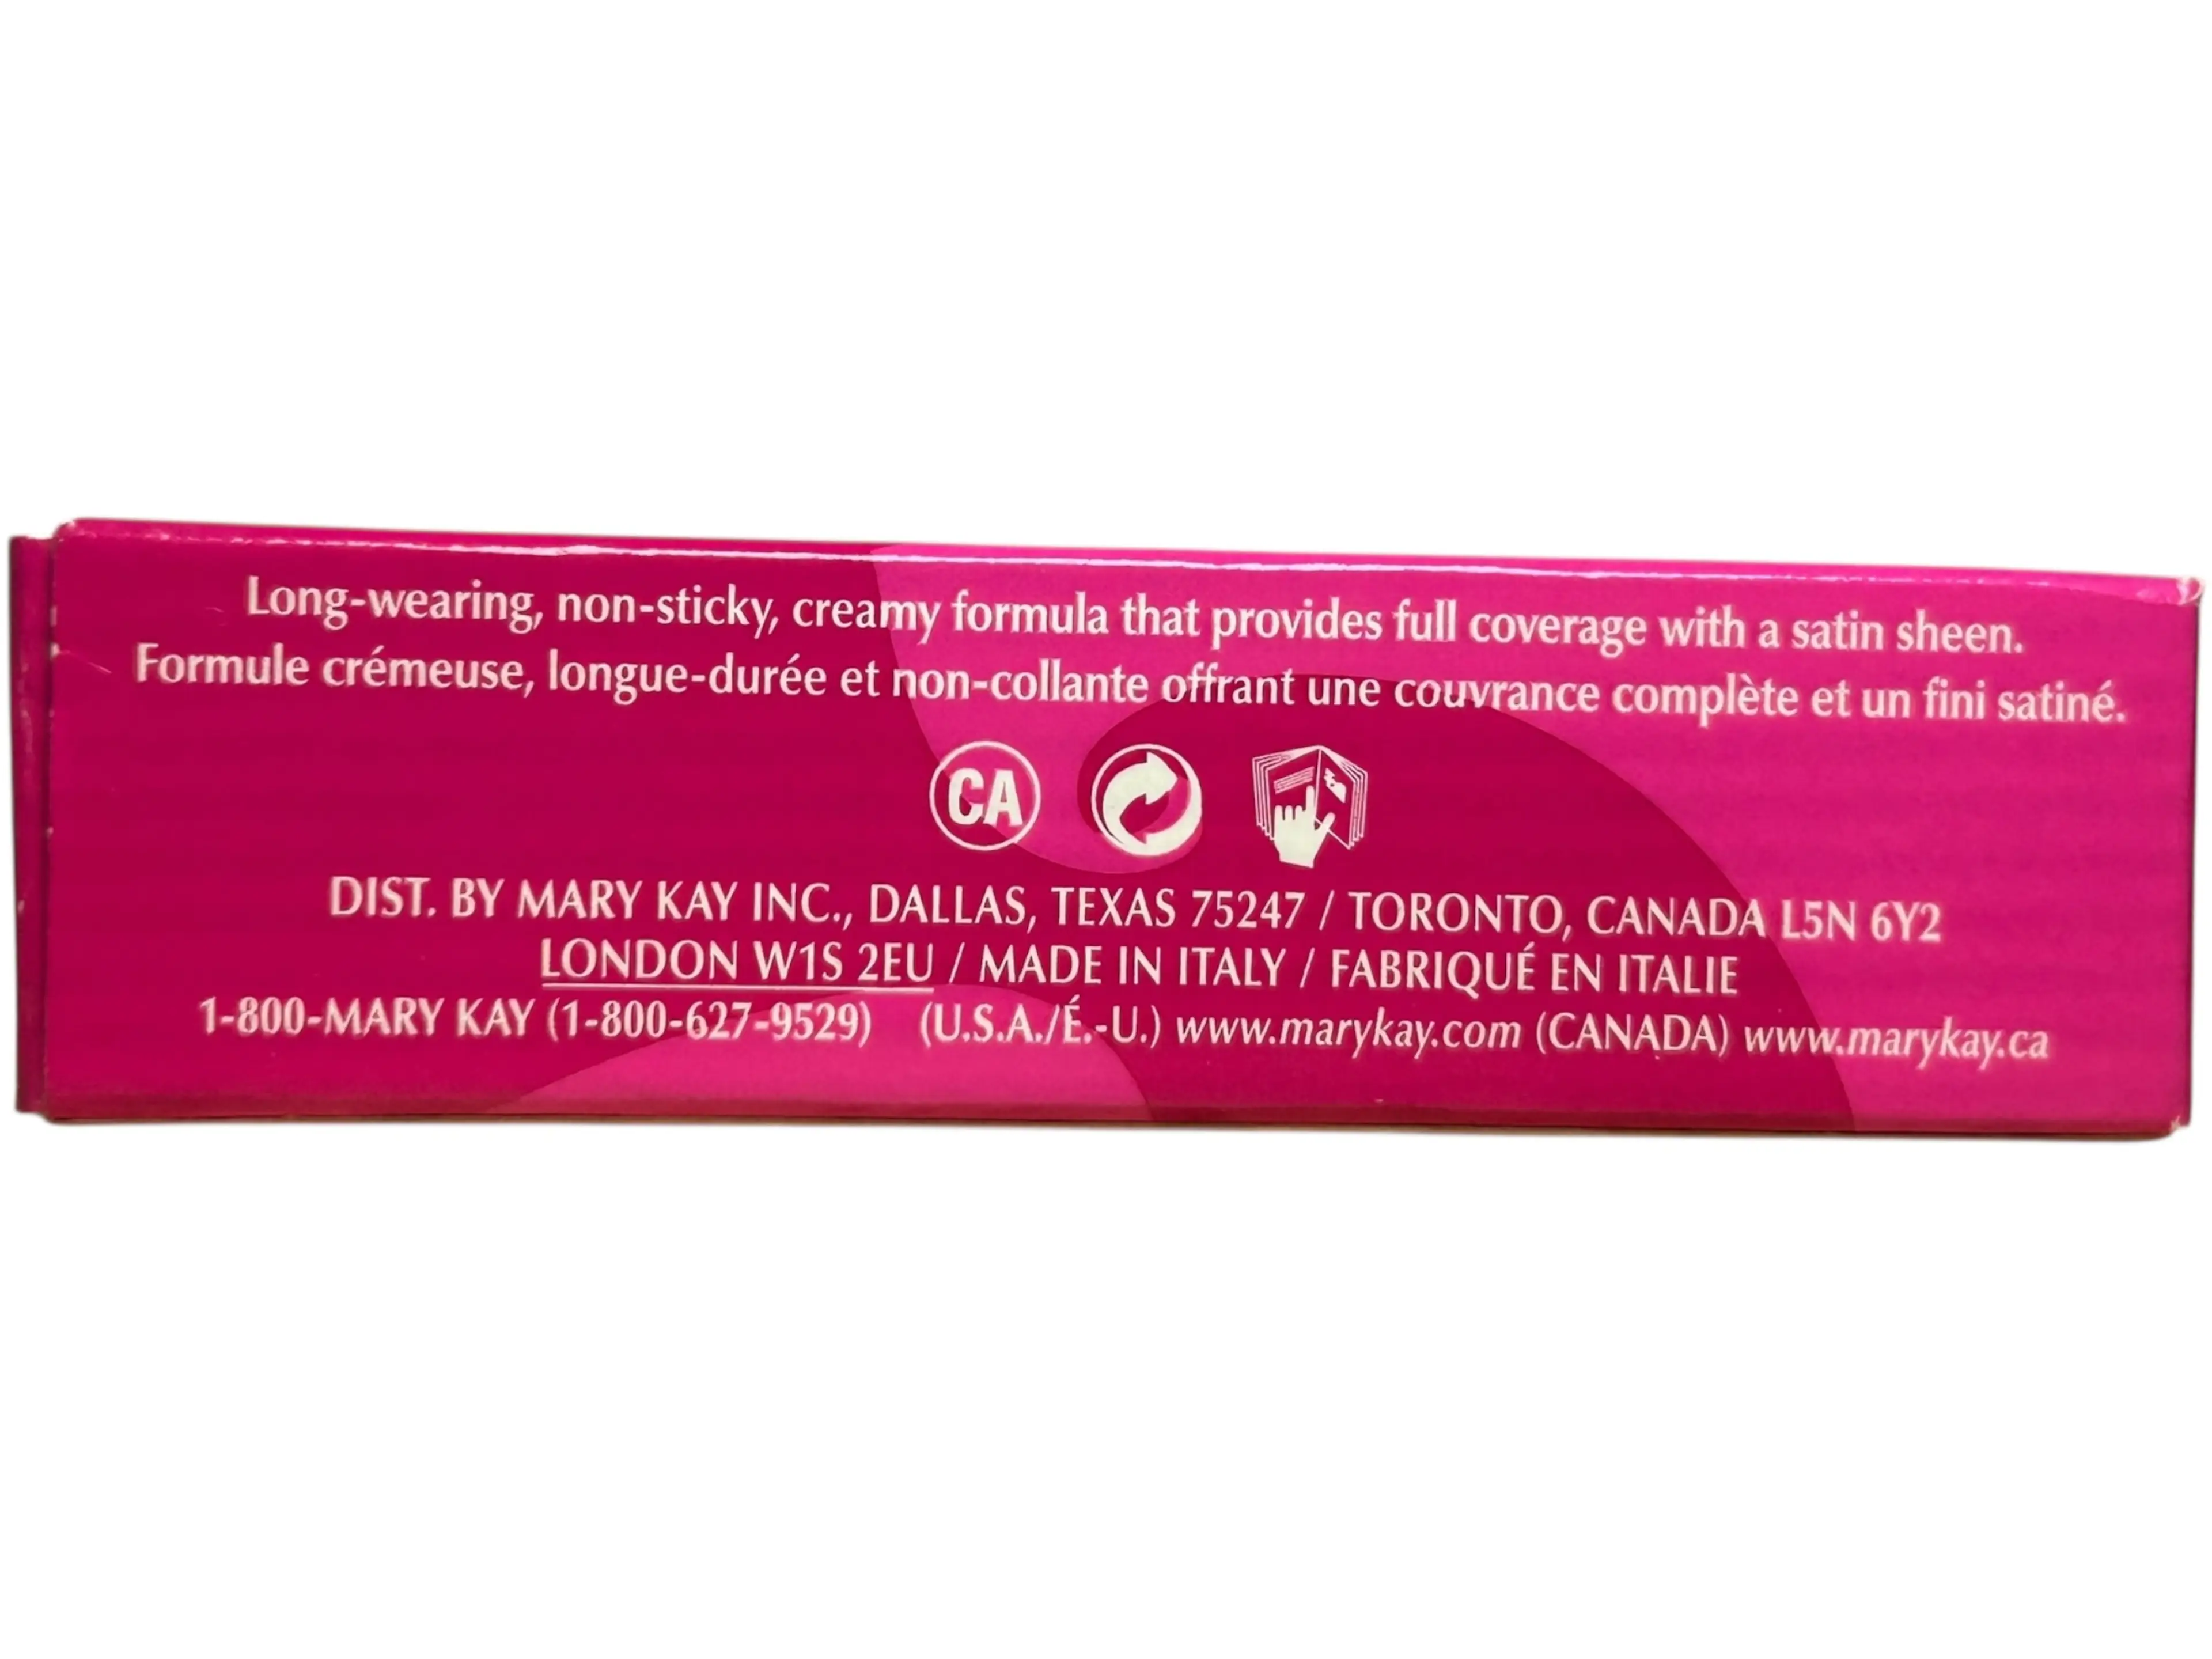 Long-wearing, non-sticky, creamy formula that provides full coverage with a satin sheen.
Formule crémeuse, longue-durée et non-collante offrant une couvrance complète et un fini satiné.
CA
DIST. BY MARY KAY INC., DALLAS, TEXAS 75247 / TORONTO, CANADA L5N 6Y2
LONDON W1S 2EU / MADE IN ITALY / FABRIQUÉ EN ITALIE
1-800-MARY KAY (1-800-627-9529) (U.S.A./É.-U.) www.marykay.com (CANADA) www.marykay.ca